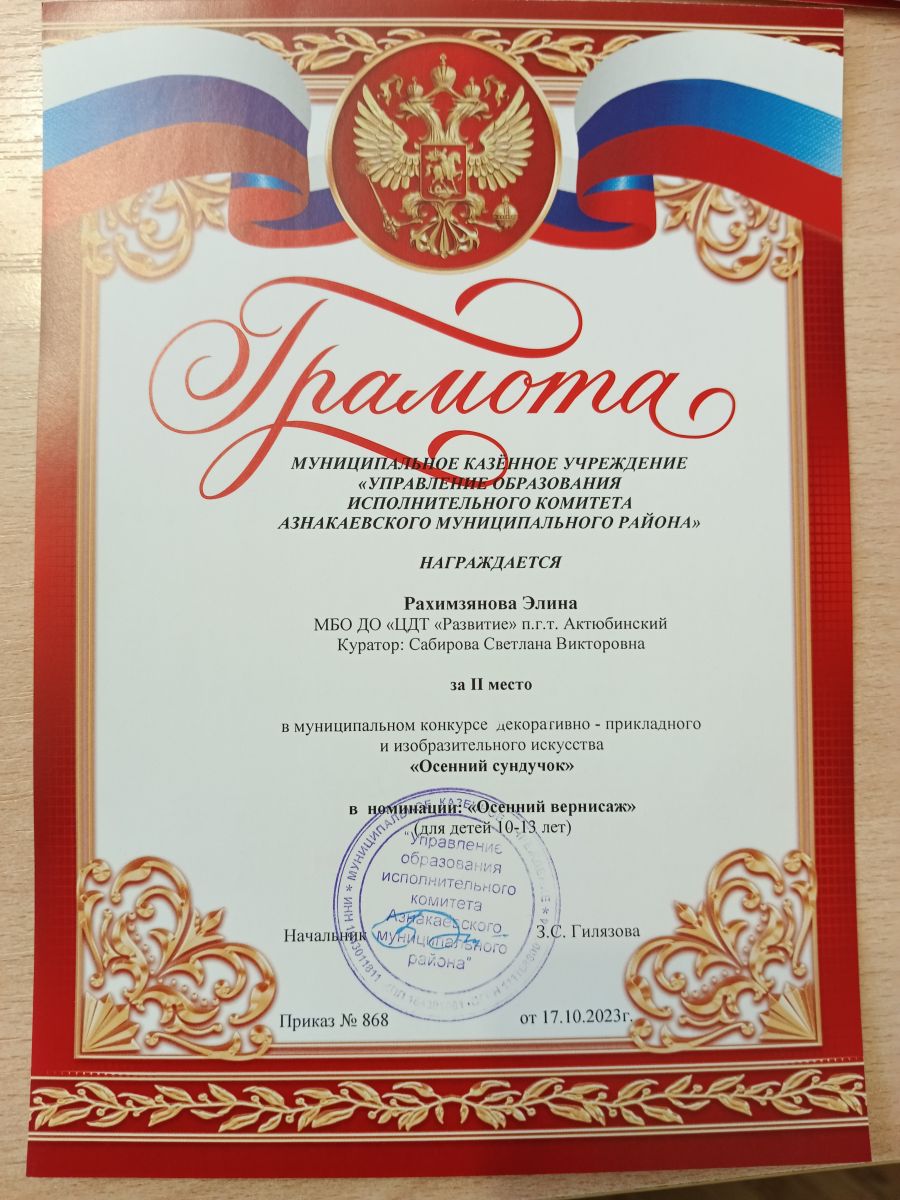 Грамота
МУНИЦИПАЛЬНОЕ КАЗЁННОЕ УЧРЕЖДЕНИЕ
«УПРАВЛЕНИЕ ОБРАЗОВАНИЯ
ИСПОЛНИТЕЛЬНОГО КОМИТЕТА
АЗНАКАЕВСКОГО МУНИЦИПАЛЬНОГО РАЙОНА»
НАГРАЖДАЕТСЯ
Рахимзянова Элина
МБО ДО «ЦДТ «Развитие» п.г.т. Актюбинский
Куратор: Сабирова Светлана Викторовна
за II место
в муниципальном конкурсе декоративно - прикладного
и изобразительного искусства
«Осенний сундучок»
в номинации: «Осенний вернисаж»
(для детей 10-13 лет)
МУНИЦИПАЛЬНОЕ КАЗЕННОЕ
"Управление
образования
исполнительного
комитета
Азнакаевского
муниципального
района"
Начальник З.С. Гилязова
Приказ № 868 от 17.10.2023г.